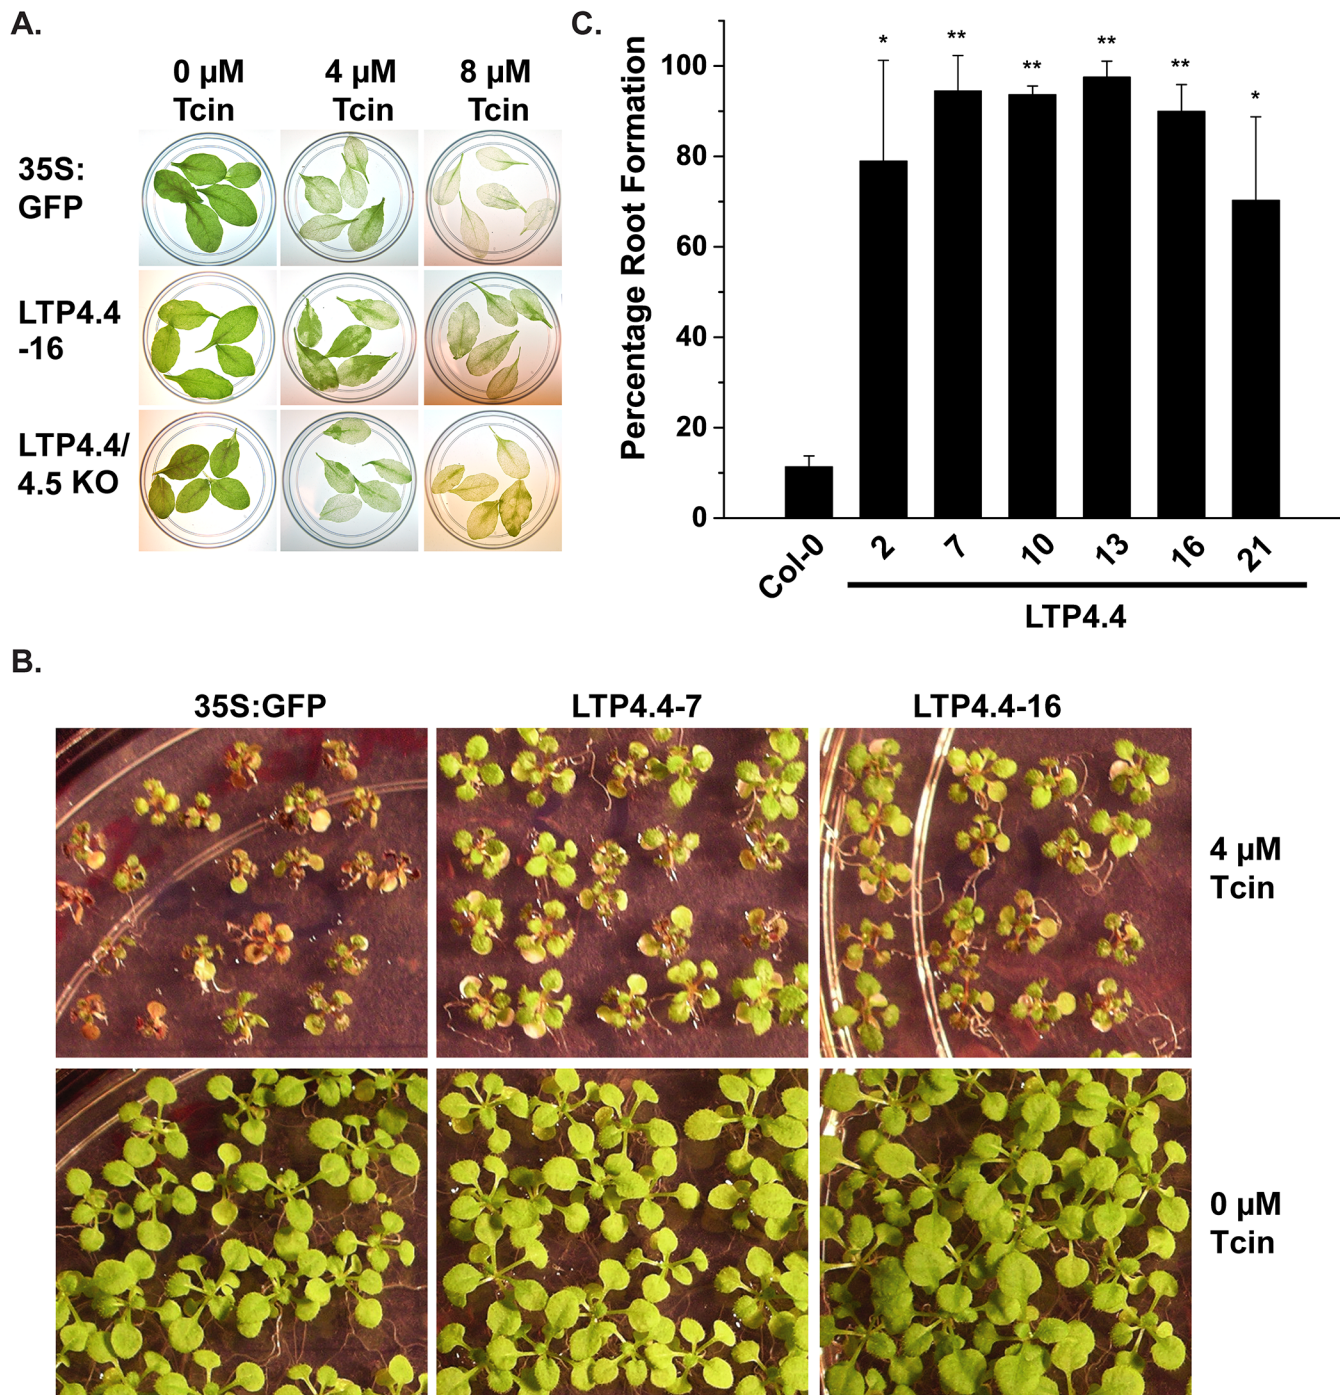 A.
0 µM
Tcin
4 µM
Tcin
8 µM
Tcin
35S:
GFP
LTP4.4
-16
LTP4.4/
4.5 KO
C.
Percentage Root Formation
100
80
60
40
20
0
*
**
**
**
**
*
Col-0
2
7
10
13
16
21
LTP4.4
B.
35S:GFP
LTP4.4-7
LTP4.4-16
4 µM
Tcin
0 µM
Tcin